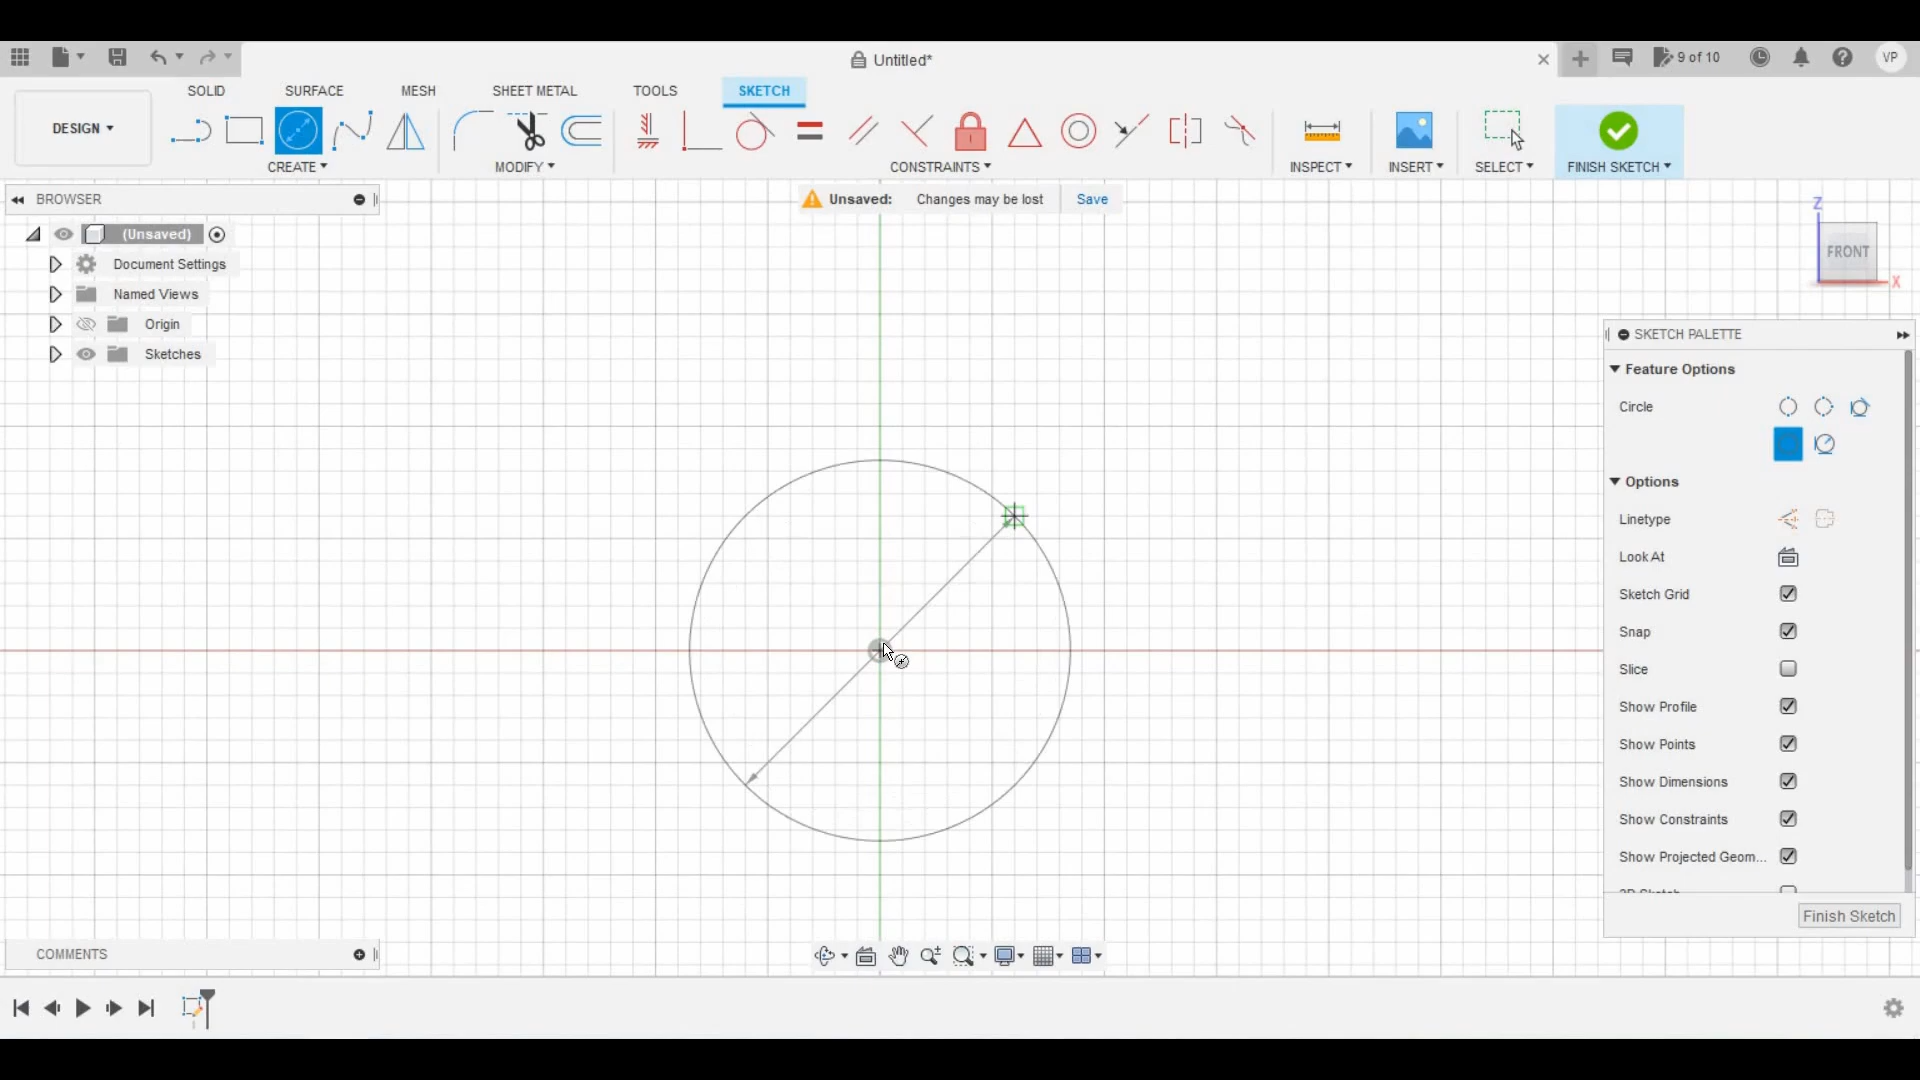 Untitled*
9 of 10
VP
SOLID
SURFACE
MESH
SHEET METAL
TOOLS
SKETCH
DESIGN
CREATE
MODIFY
CONSTRAINTS
INSPECT
INSERT
SELECT
FINISH SKETCH
BROWSER
Unsaved: Changes may be lost Save
(Unsaved)
Document Settings
Named Views
Origin
Sketches
Z
FRONT
X
SKETCH PALETTE
Feature Options
Circle
Options
Linetype
Look At
Sketch Grid
Snap
Slice
Show Profile
Show Points
Show Dimensions
Show Constraints
Show Projected Geom...
3D Sketch
Finish Sketch
COMMENTS